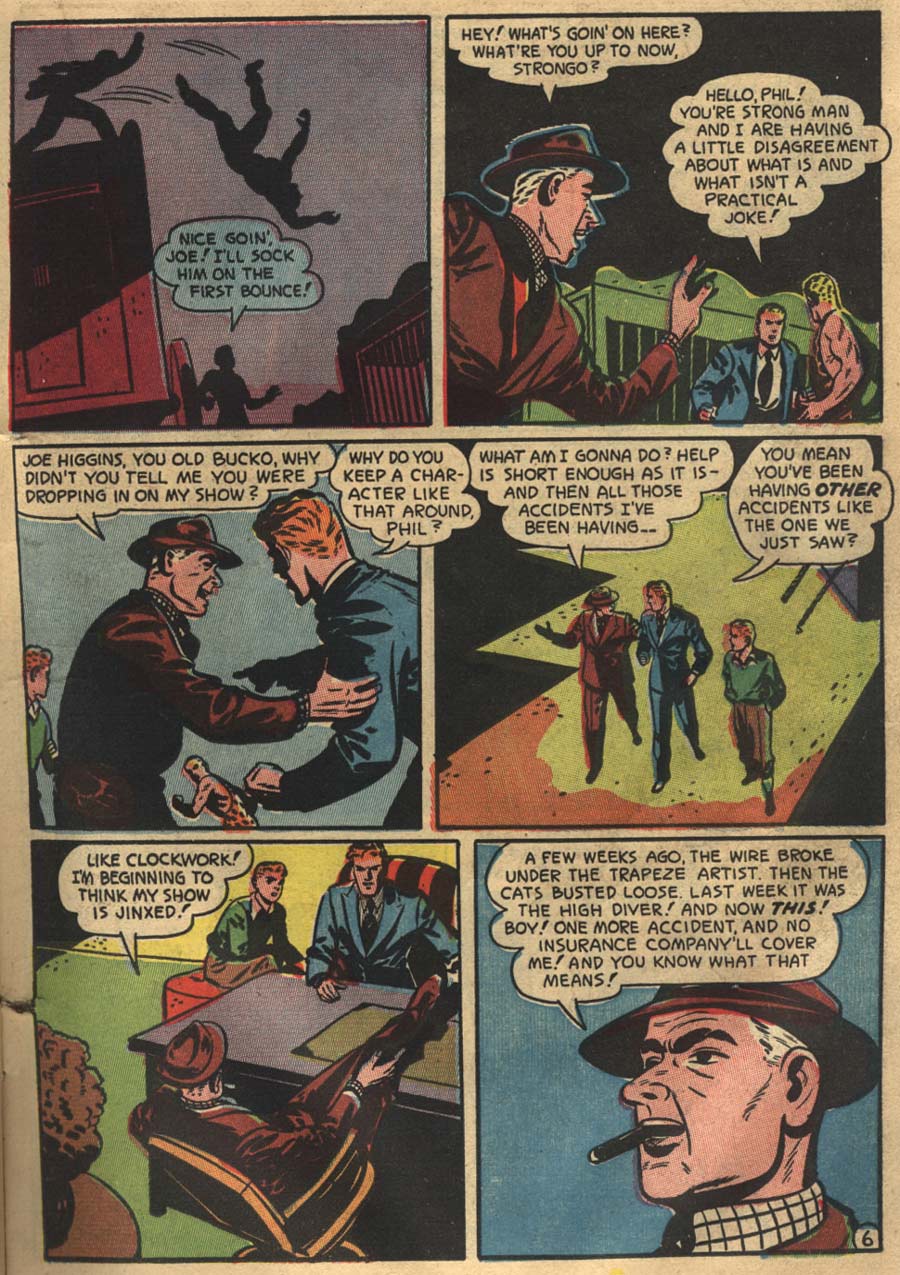 NICE GOIN',
JOE! I'LL SOCK
HIM ON THE
FIRST BOUNCE!
HEY! WHAT'S GOIN' ON HERE?
WHAT'RE YOU UP TO NOW,
STRONGO?
HELLO, PHIL!
YOU'RE STRONG MAN
AND I ARE HAVING
A LITTLE DISAGREEMENT
ABOUT WHAT IS AND
WHAT ISN'T A
PRACTICAL
JOKE!
JOE HIGGINS, YOU OLD BUCKO, WHY
DIDN'T YOU TELL ME YOU WERE
DROPPING IN ON MY SHOW?
WHY DO YOU
KEEP A CHAR-
ACTER LIKE
THAT AROUND,
PHIL?
WHAT AM I GONNA DO? HELP
IS SHORT ENOUGH AS IT IS-
AND THEN ALL THOSE
ACCIDENTS I'VE
BEEN HAVING--
YOU MEAN
YOU'VE BEEN
HAVING OTHER
ACCIDENTS LIKE
THE ONE WE
JUST SAW?
LIKE CLOCKWORK!
I'M BEGINNING TO
THINK MY SHOW
IS JINXED!
A FEW WEEKS AGO, THE WIRE BROKE
UNDER THE TRAPEZE ARTIST. THEN THE
CATS BUSTED LOOSE. LAST WEEK IT WAS
THE HIGH DIVER! AND NOW THIS!
BOY! ONE MORE ACCIDENT, AND NO
INSURANCE COMPANY'LL COVER
ME! AND YOU KNOW WHAT THAT
MEANS!
6